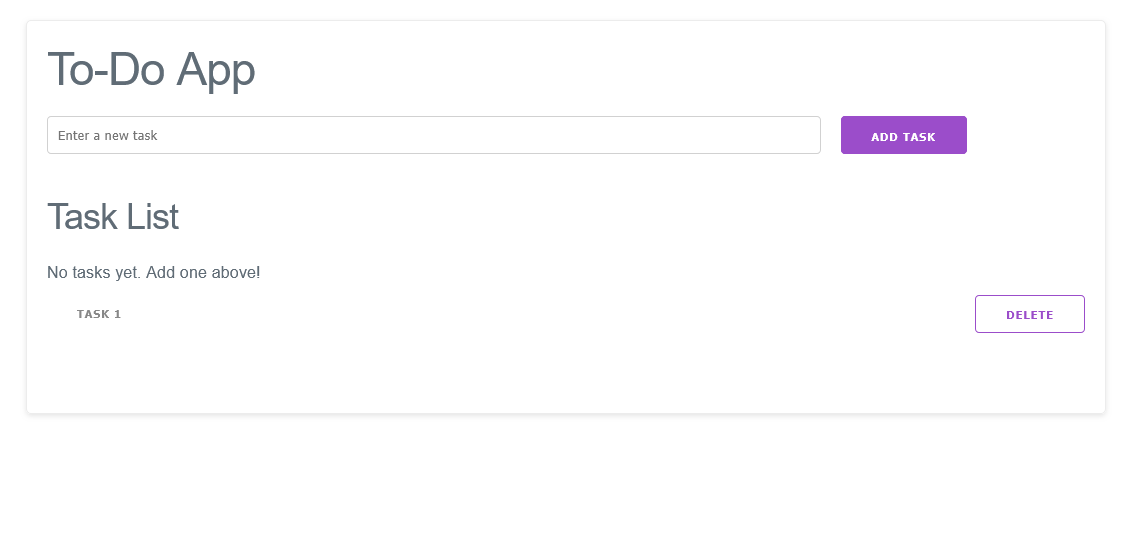 To-Do App
Enter a new task
ADD TASK
Task List
No tasks yet. Add one above!
TASK 1
DELETE